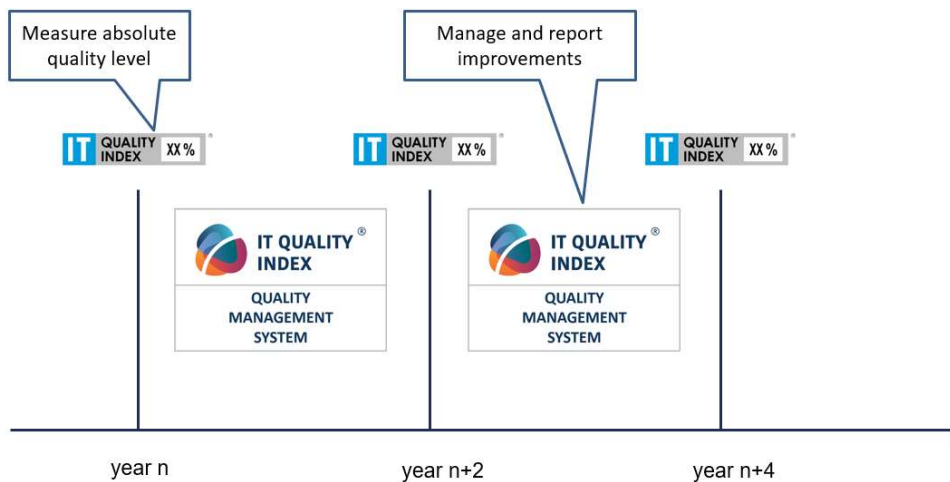 Measure absolute
quality level
Manage and report
improvements
IT QUALITY INDEX XX % ®
IT QUALITY INDEX XX % ®
IT QUALITY INDEX XX % ®
IT QUALITY ®
INDEX
QUALITY
MANAGEMENT
SYSTEM
IT QUALITY ®
INDEX
QUALITY
MANAGEMENT
SYSTEM
year n
year n+2
year n+4